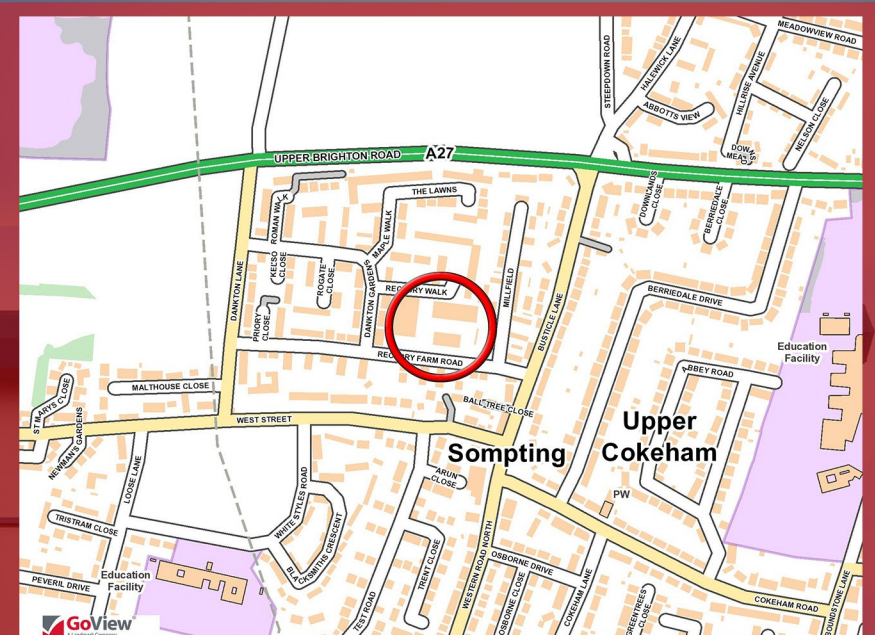 MEADOWVIEW ROAD
STEEPDOWN ROAD
HALEWICK LANE
HILLRISE AVENUE
ABBOTTS VIEW
NELSON CLOSE
UPPER BRIGHTON ROAD
A27
THE LAWNS
DOWNLANDS
CLOSE
BERRIEDALE
CLOSE
ROMAN WALK
MAPLE WALK
DANKTON LANE
KELSO
CLOSE
ROGATE
CLOSE
DANKTON GARDENS
RECTORY WALK
MILLFIELD
BUSTICLE LANE
BERRIEDALE DRIVE
PRIORY
CLOSE
RECTORY FARM ROAD
Education
Facility
ABBEY ROAD
MALTHOUSE CLOSE
ST MARYS CLOSE
NEWMAN'S GARDENS
WEST STREET
BALL TREE CLOSE
Upper
Cokeham
Sompting
LOOSE LANE
WHITE STYLES ROAD
ARUN
CLOSE
PW
TRISTRAM CLOSE
BLACKSMITHS CRESCENT
TRENT CLOSE
WESTERN ROAD NORTH
OSBORNE DRIVE
PEVERIL DRIVE
Education
Facility
TEST ROAD
OSBORNE CLOSE
COKEHAM LANE
GREENTREES
CLOSE
COKEHAM ROAD
BOUNDSTONE LANE
GoView